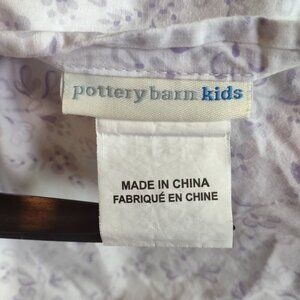 pottery barn kids
MADE IN CHINA
FABRIQUÉ EN CHINE